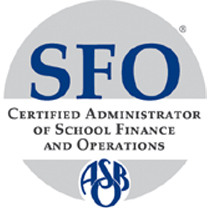 ®
SFO
CERTIFIED ADMINISTRATOR
OF SCHOOL FINANCE
AND OPERATIONS
ASBO